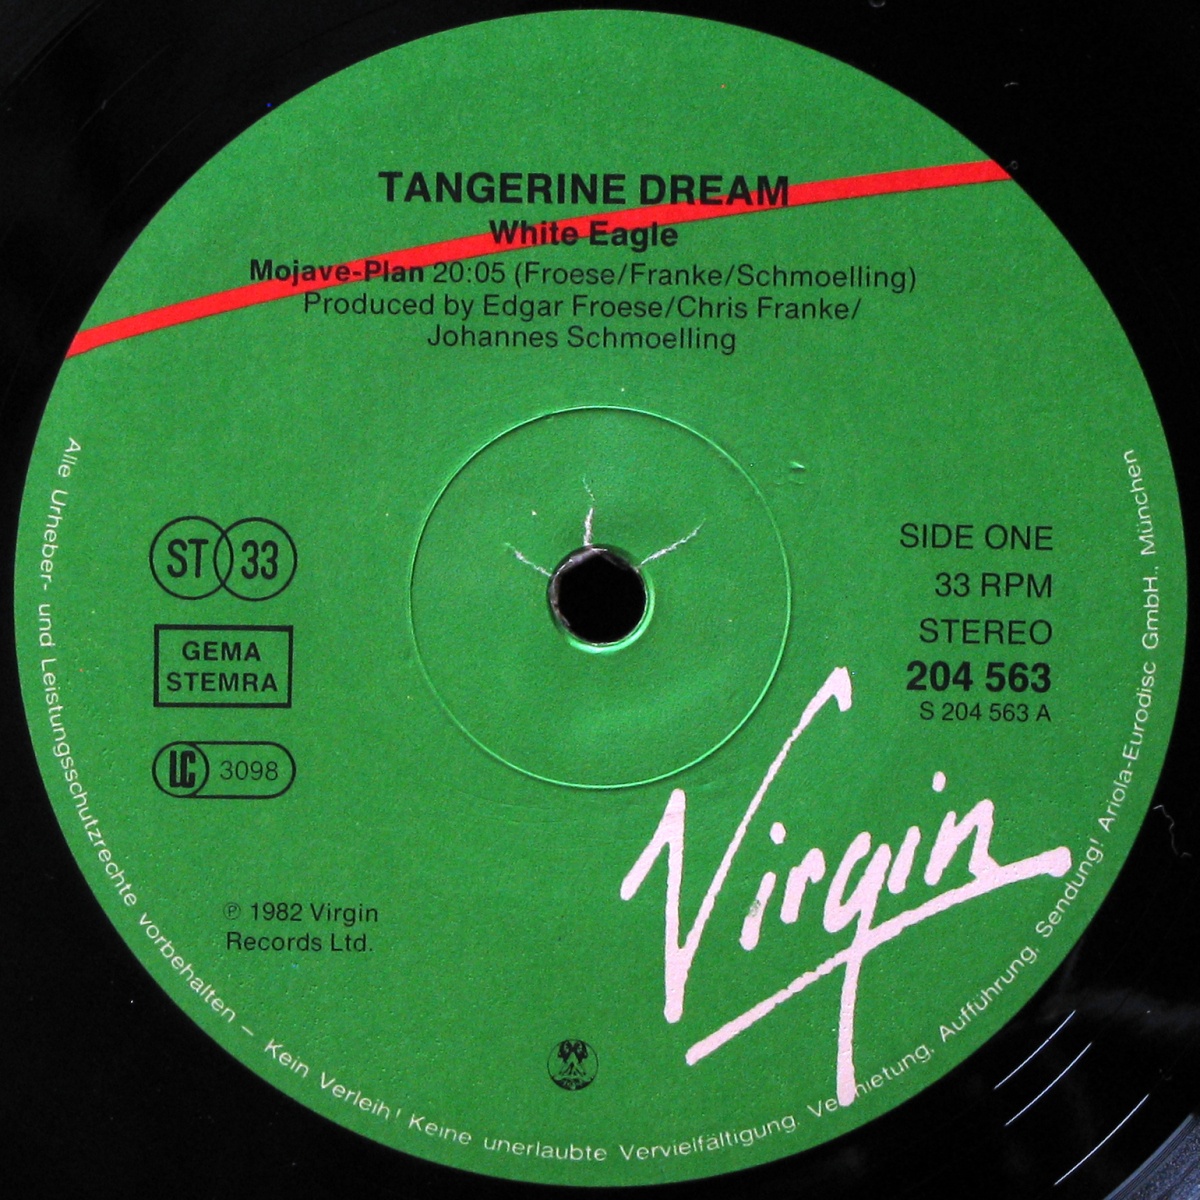 TANGERINE DREAM
White Eagle
Mojave-Plan 20:05 (Froese/Franke/Schmoelling)
Produced by Edgar Froese/Chris Franke/
Johannes Schmoelling
ST 33
GEMA
STEMRA
LC 3098
SIDE ONE
33 RPM
STEREO
204 563
S 204 563 A
℗ 1982 Virgin
Records Ltd.
Virgin
Alle Urheber- und Leistungsschutzrechte vorbehalten – Kein Verleih! Keine unerlaubte Vervielfältigung. Vermietung. Aufführung. Sendung! Ariola-Eurodisc GmbH., München